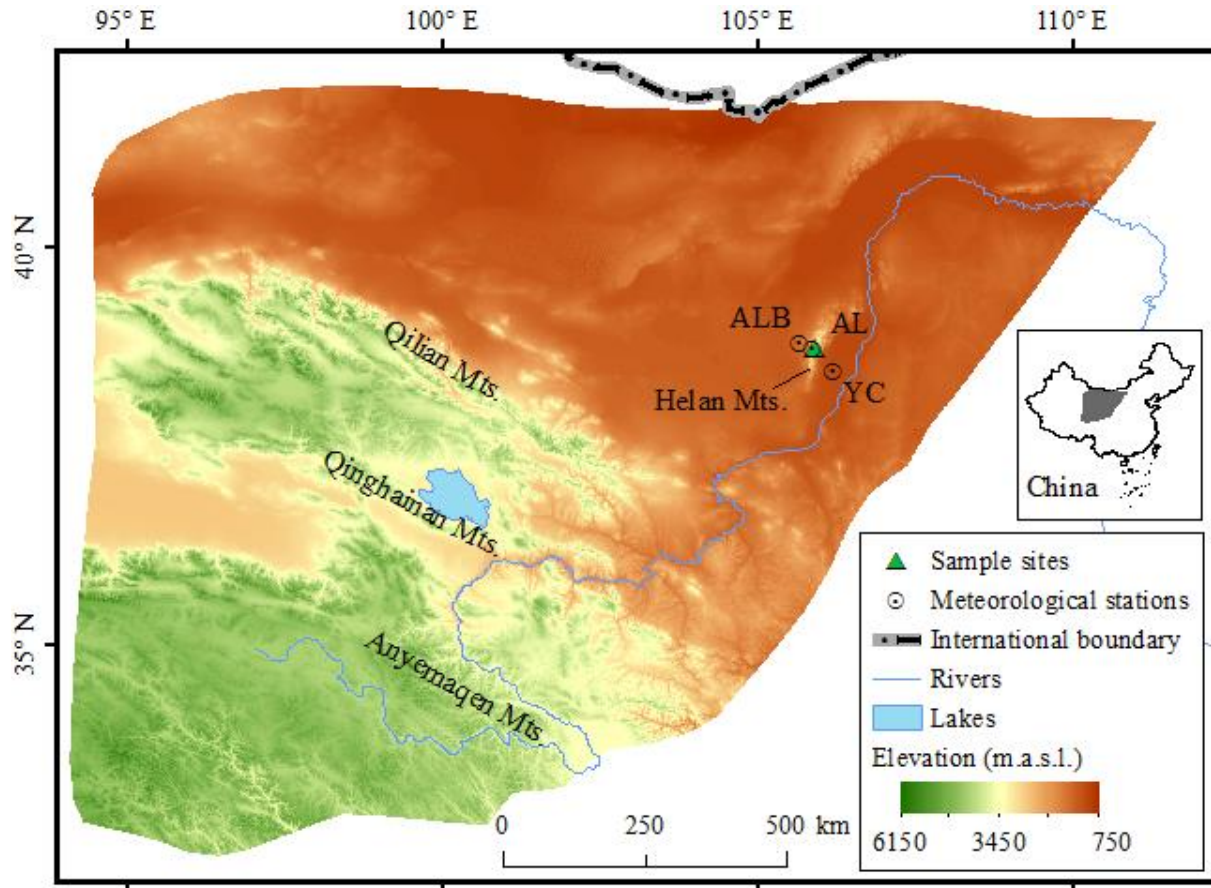 95° E 100° E 105° E 110° E
40° N
35° N
Qilian Mts.
Qinghainan Mts.
Anyemaqen Mts.
ALB AL
Helan Mts. YC
China
Sample sites
Meteorological stations
International boundary
Rivers
Lakes
Elevation (m.a.s.l.)
6150 3450 750
0 250 500 km